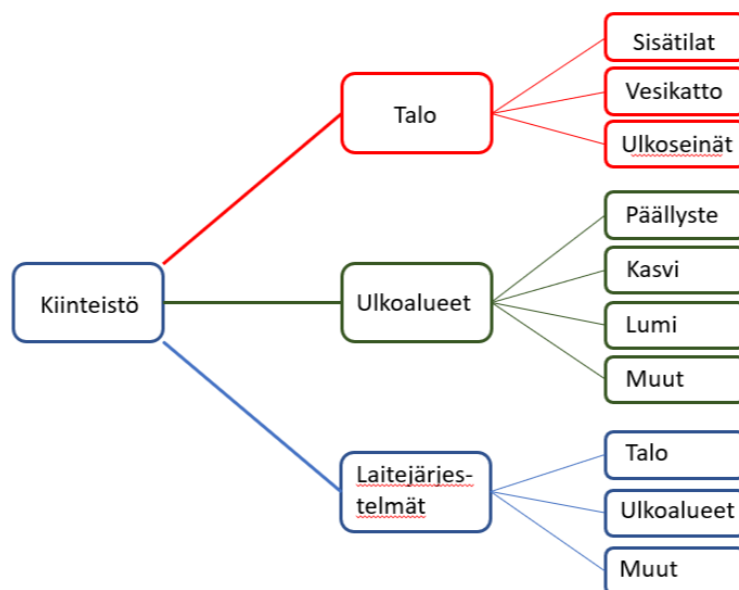 Kiinteistö
Talo
Sisätilat
Vesikatto
Ulkoseinät
Ulkoalueet
Päällyste
Kasvi
Lumi
Muut
Laitejärjes-
telmät
Talo
Ulkoalueet
Muut